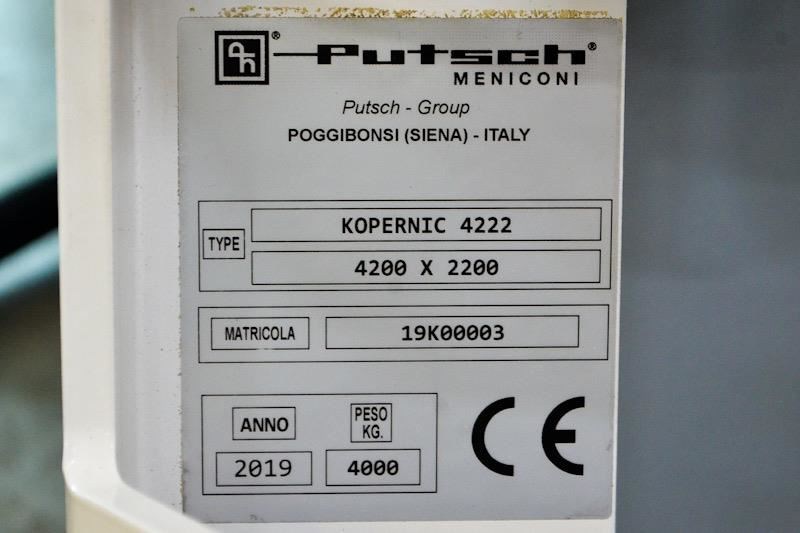 Putsch®
MENICONI
Putsch - Group
POGGIBONSI (SIENA) - ITALY
TYPE
KOPERNIC 4222
4200 X 2200
MATRICOLA
19K00003
ANNO
PESO
KG.
2019
4000
CE